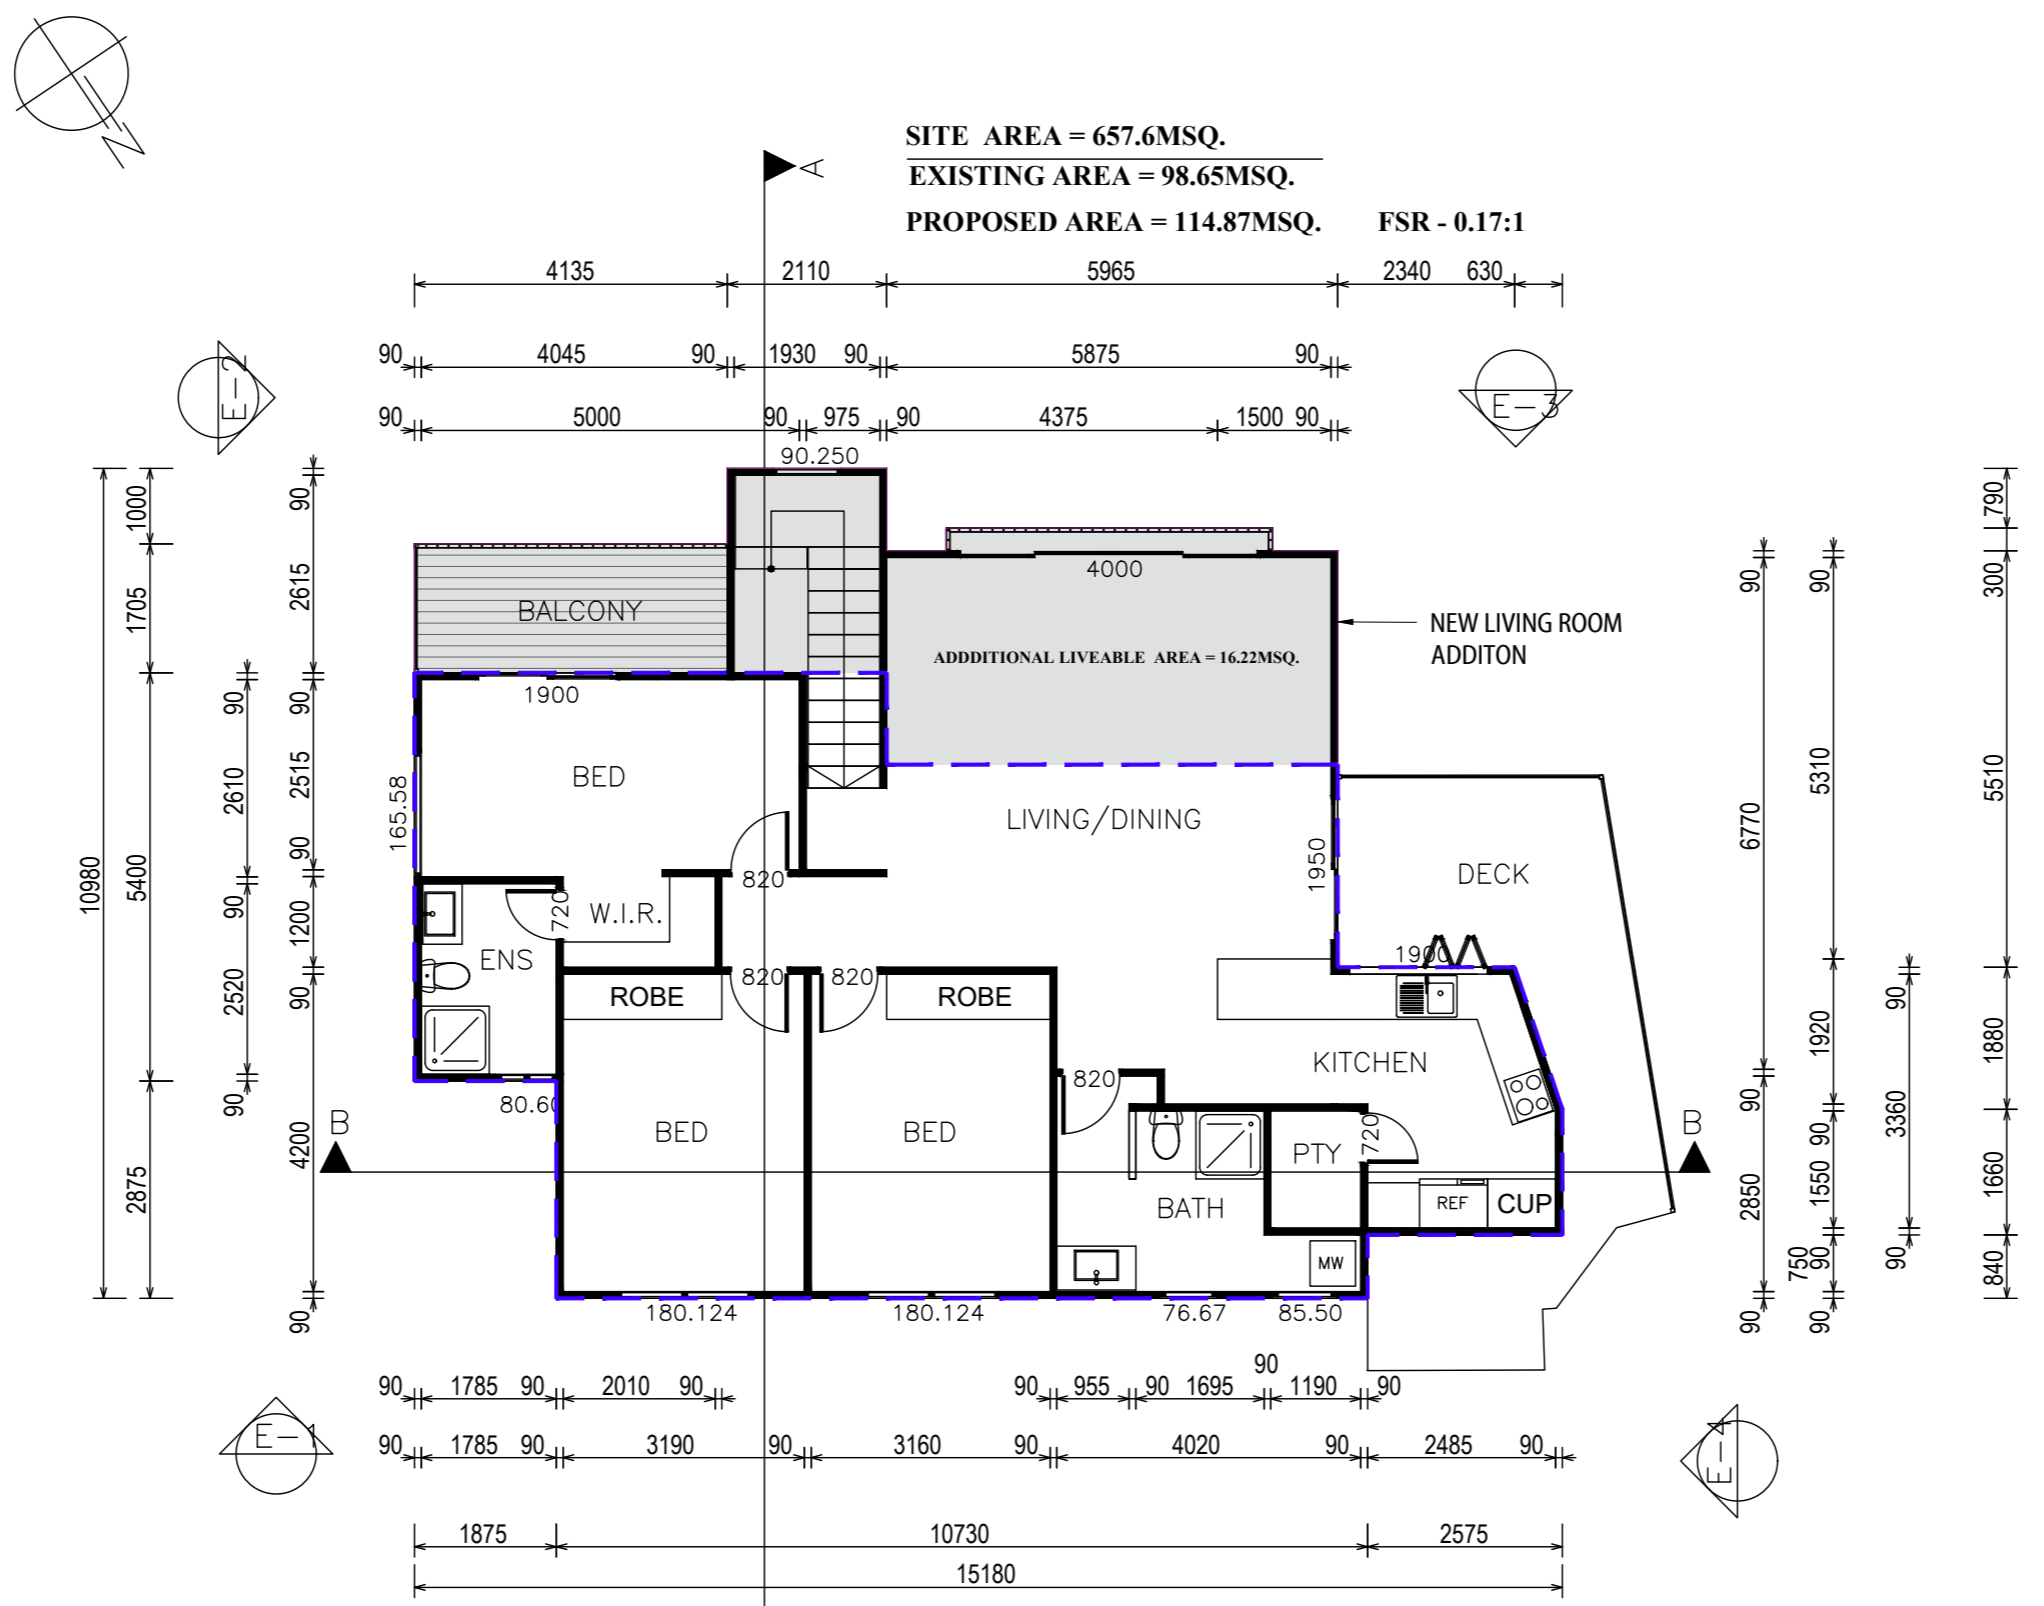 N
SITE AREA = 657.6MSQ.
EXISTING AREA = 98.65MSQ.
PROPOSED AREA = 114.87MSQ. FSR - 0.17:1
A
4135 2110 5965 2340 630
90 4045 90 1930 90 5875 90
90 5000 90 975 90 4375 1500 90
E-2
E-3
90.250
4000
BALCONY
ADDDITIONAL LIVEABLE AREA = 16.22MSQ.
NEW LIVING ROOM
ADDITON
1900
BED
165.58
LIVING/DINING
1950
DECK
820
W.I.R.
720
ENS
1900
820
820
ROBE
ROBE
KITCHEN
820
80.60
BED
BED
PTY
720
B
B
BATH
REF
CUP
MW
180.124
180.124
76.67
85.50
10980
1000
1705
5400
2875
90
2610
90
2520
90
90
2615
90
2515
90
1200
90
4200
90
90
6770
90
2850
90
90
5310
1920
90
1550
90
750
90
90
3360
90
790
300
5510
1880
1660
840
90
90 1785 90 2010 90 90 955 90 1695 1190 90
90 1785 90 3190 90 3160 90 4020 90 2485 90
E-1
E-4
1875 10730 2575
15180